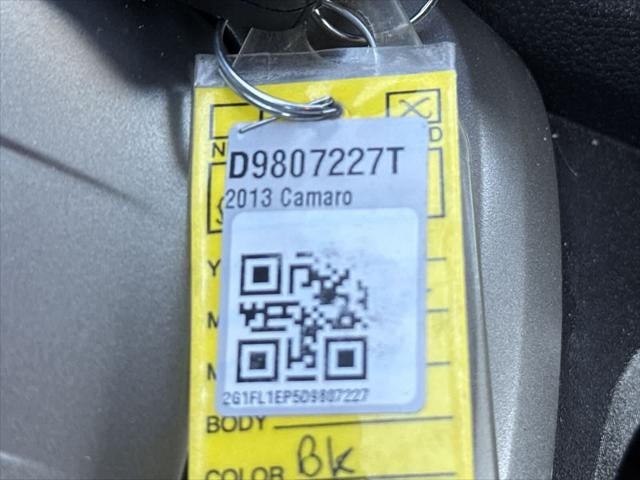 D9807227T
2013 Camaro
2G1FL1EP5D9807227
BODY
COLOR Bk